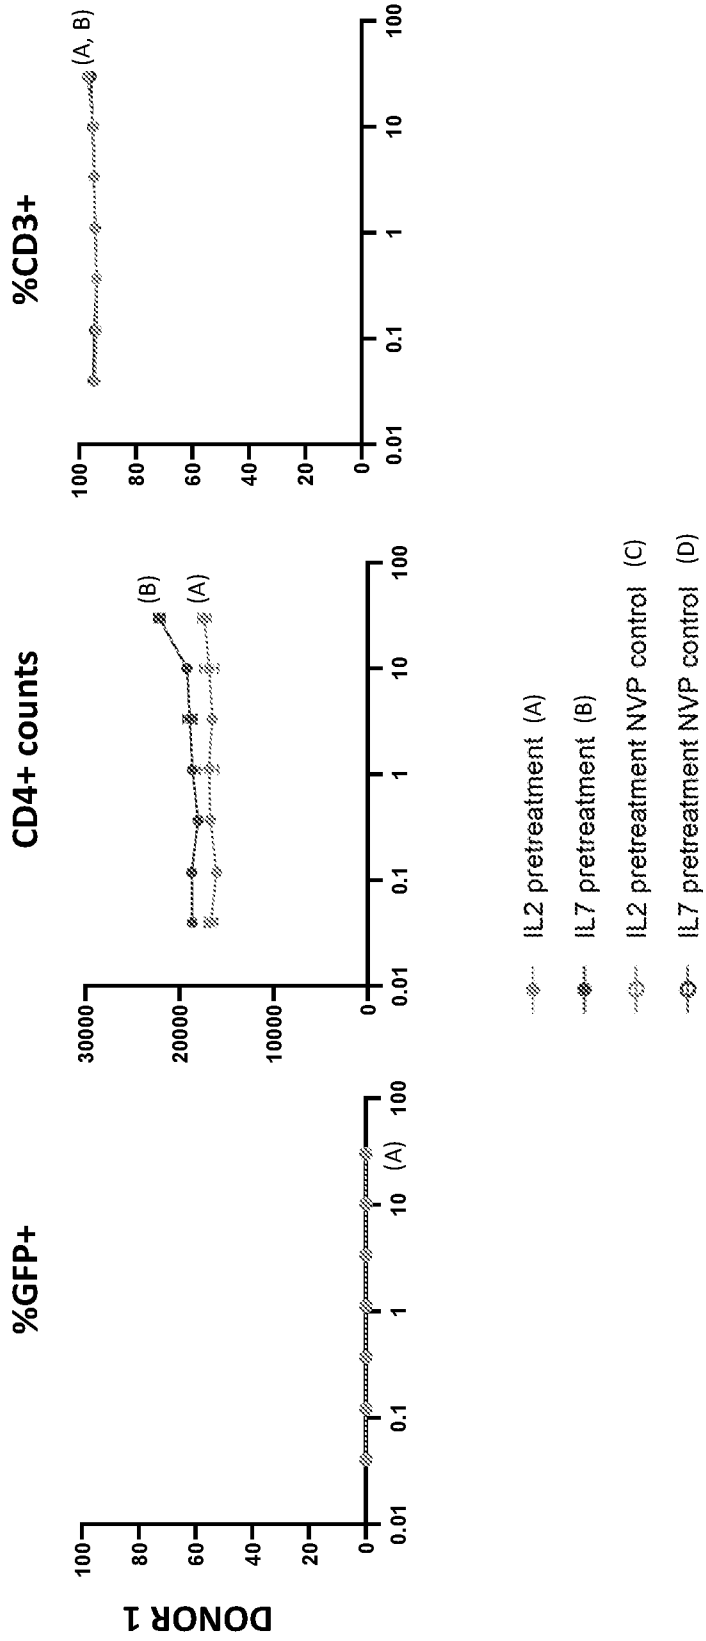 DONOR 1
%GFP+
100
80
60
40
20
0
0.01
0.1
1
10
100
(A)
CD4+ counts
30000
20000
10000
0
0.01
0.1
1
10
100
(B)
(A)
%CD3+
100
80
60
40
20
0
0.01
0.1
1
10
100
(A, B)
IL2 pretreatment (A)
IL7 pretreatment (B)
IL2 pretreatment NVP control (C)
IL7 pretreatment NVP control (D)